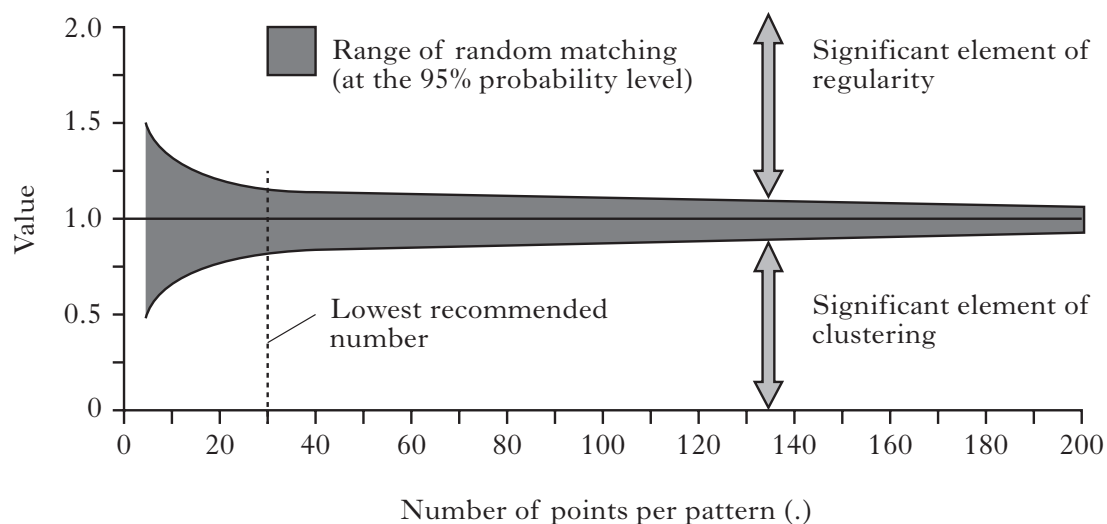 2.0
Range of random matching
(at the 95% probability level)
Significant element of
regularity
1.5
Value
1.0
Lowest recommended
number
0.5
Significant element of
clustering
0
0 20 40 60 80 100 120 140 160 180 200
Number of points per pattern (.)